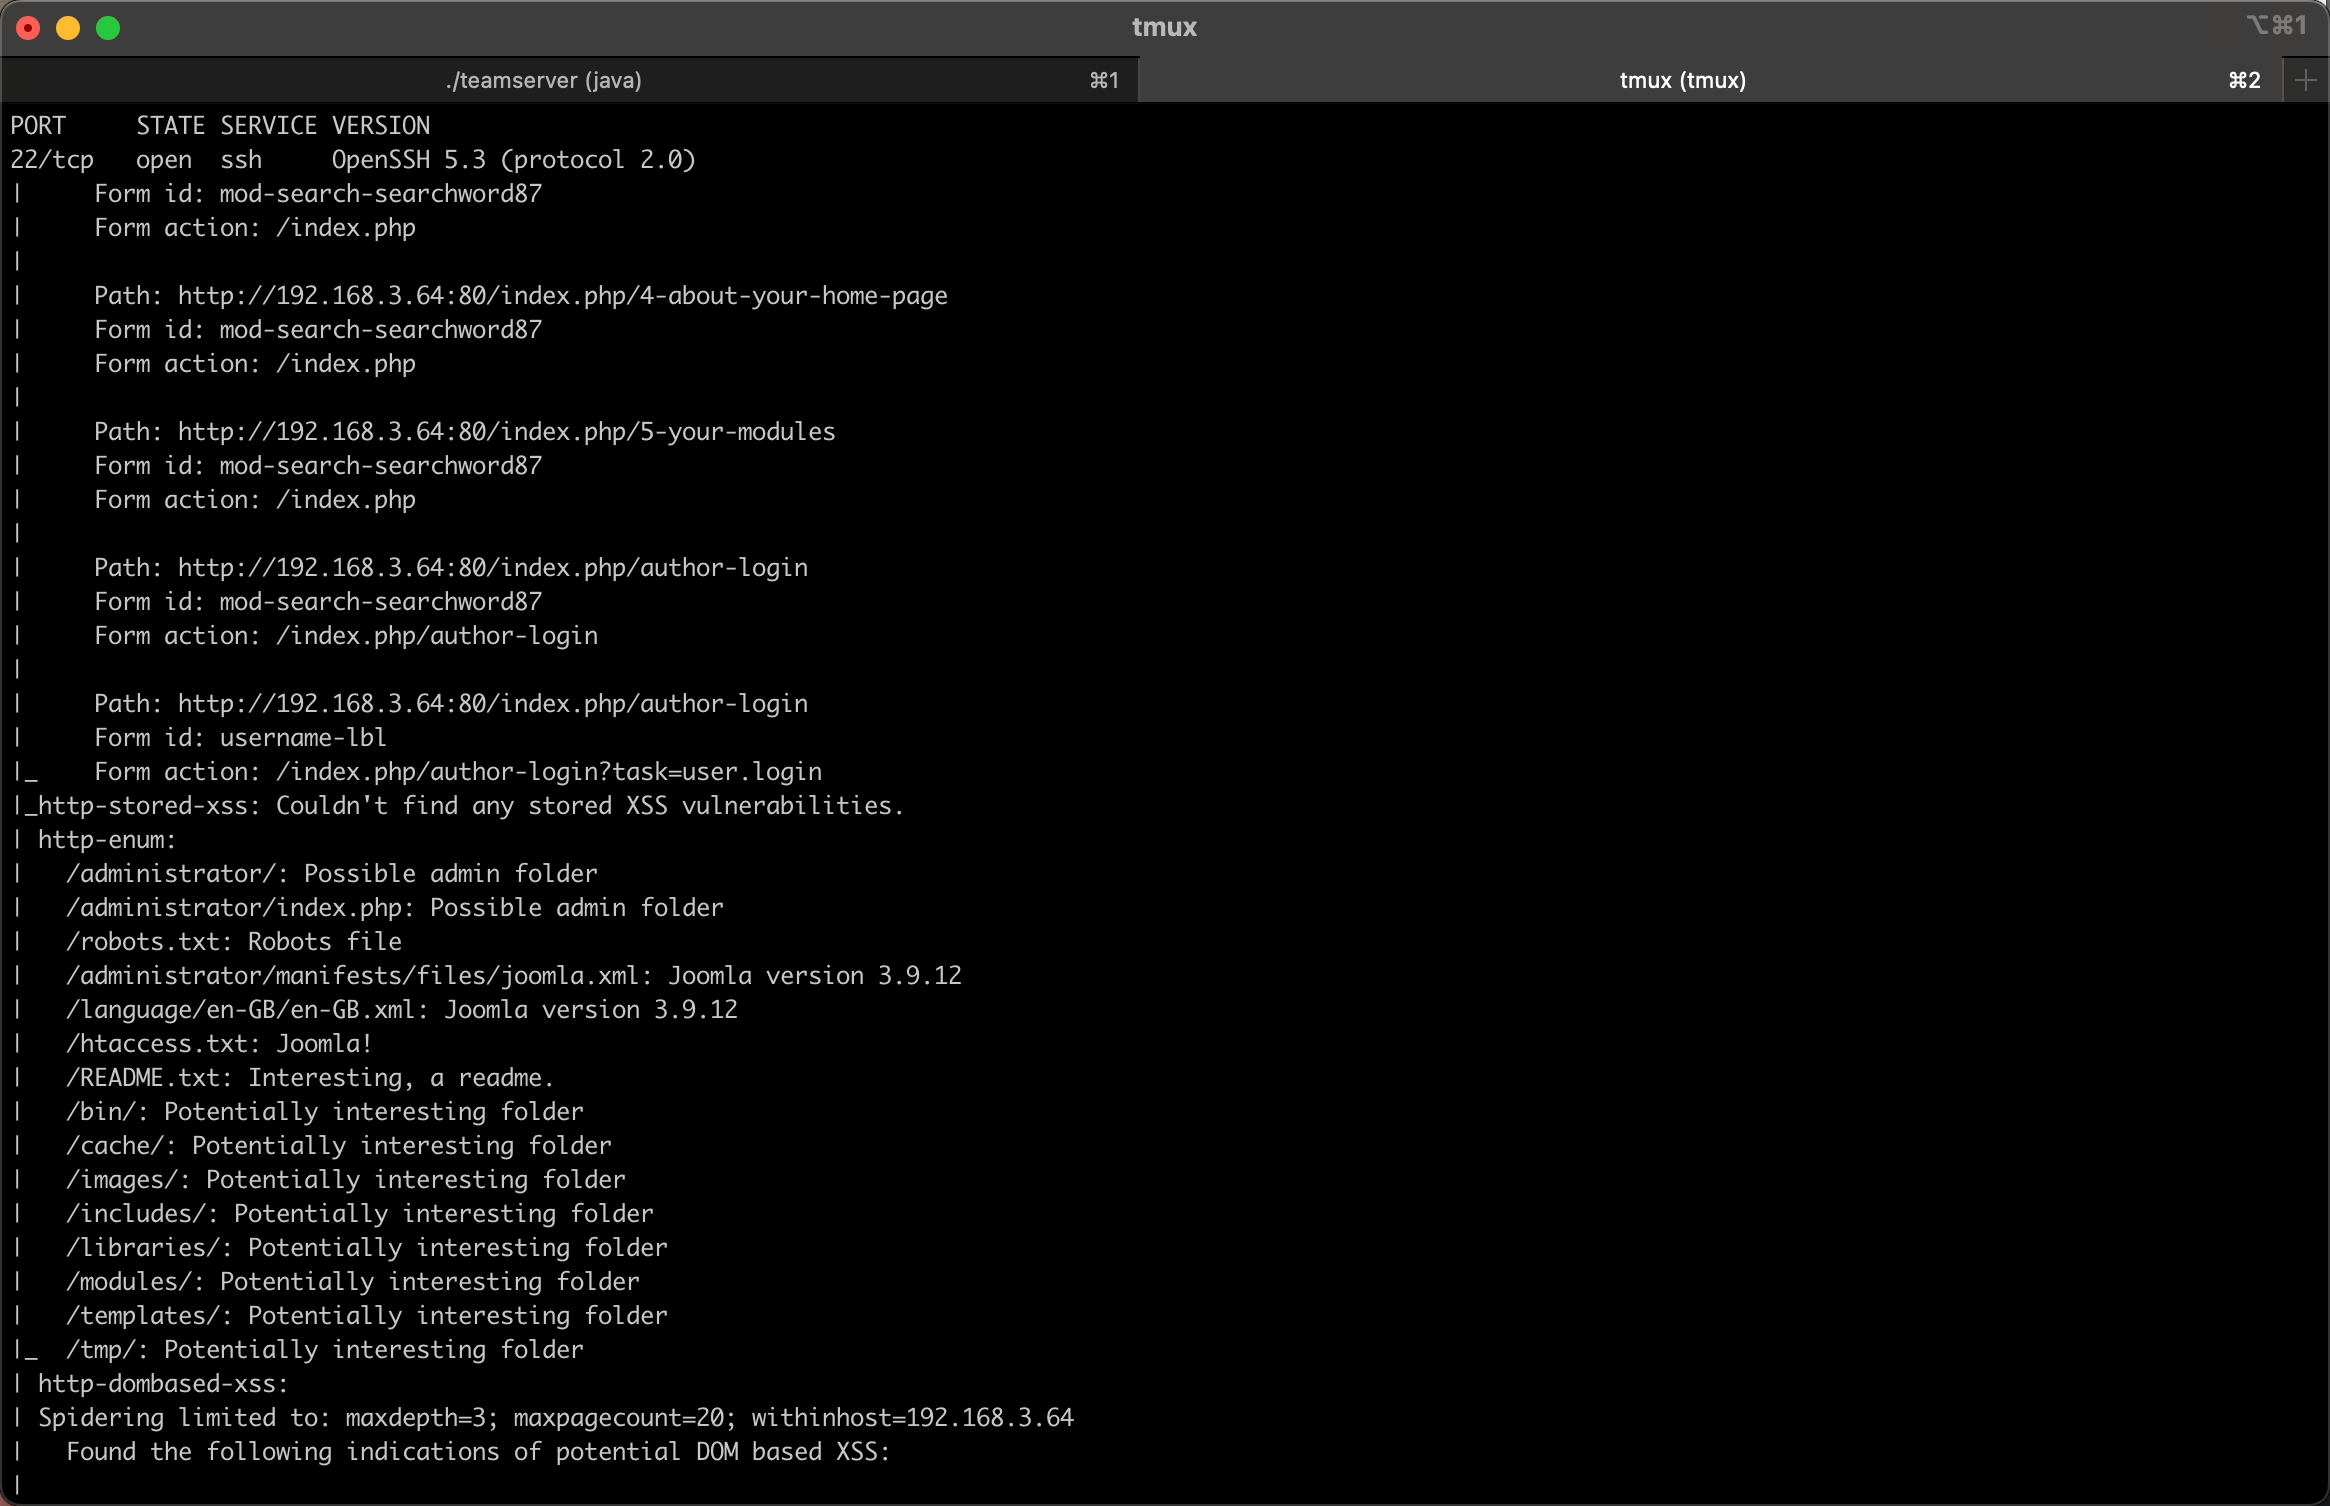 tmux
⌥⌘1
./teamserver (java) ⌘1 tmux (tmux) ⌘2 +
PORT     STATE SERVICE VERSION
22/tcp   open  ssh     OpenSSH 5.3 (protocol 2.0)
|     Form id: mod-search-searchword87
|     Form action: /index.php
|
|     Path: http://192.168.3.64:80/index.php/4-about-your-home-page
|     Form id: mod-search-searchword87
|     Form action: /index.php
|
|     Path: http://192.168.3.64:80/index.php/5-your-modules
|     Form id: mod-search-searchword87
|     Form action: /index.php
|
|     Path: http://192.168.3.64:80/index.php/author-login
|     Form id: mod-search-searchword87
|     Form action: /index.php/author-login
|
|     Path: http://192.168.3.64:80/index.php/author-login
|     Form id: username-lbl
|_    Form action: /index.php/author-login?task=user.login
|_http-stored-xss: Couldn't find any stored XSS vulnerabilities.
| http-enum:
|   /administrator/: Possible admin folder
|   /administrator/index.php: Possible admin folder
|   /robots.txt: Robots file
|   /administrator/manifests/files/joomla.xml: Joomla version 3.9.12
|   /language/en-GB/en-GB.xml: Joomla version 3.9.12
|   /htaccess.txt: Joomla!
|   /README.txt: Interesting, a readme.
|   /bin/: Potentially interesting folder
|   /cache/: Potentially interesting folder
|   /images/: Potentially interesting folder
|   /includes/: Potentially interesting folder
|   /libraries/: Potentially interesting folder
|   /modules/: Potentially interesting folder
|   /templates/: Potentially interesting folder
|_  /tmp/: Potentially interesting folder
| http-dombased-xss:
| Spidering limited to: maxdepth=3; maxpagecount=20; withinhost=192.168.3.64
|   Found the following indications of potential DOM based XSS:
|